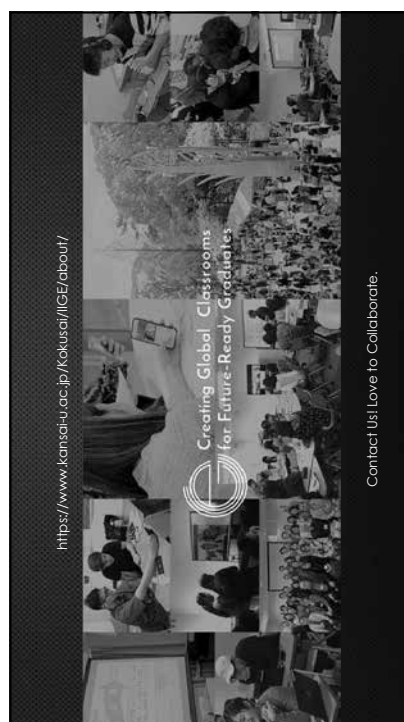 https://www.kansai-u.ac.jp/Kokusai/IIGE/about/
Creating Global Classrooms
for Future-Ready Graduates
Contact Us! Love to Collaborate.